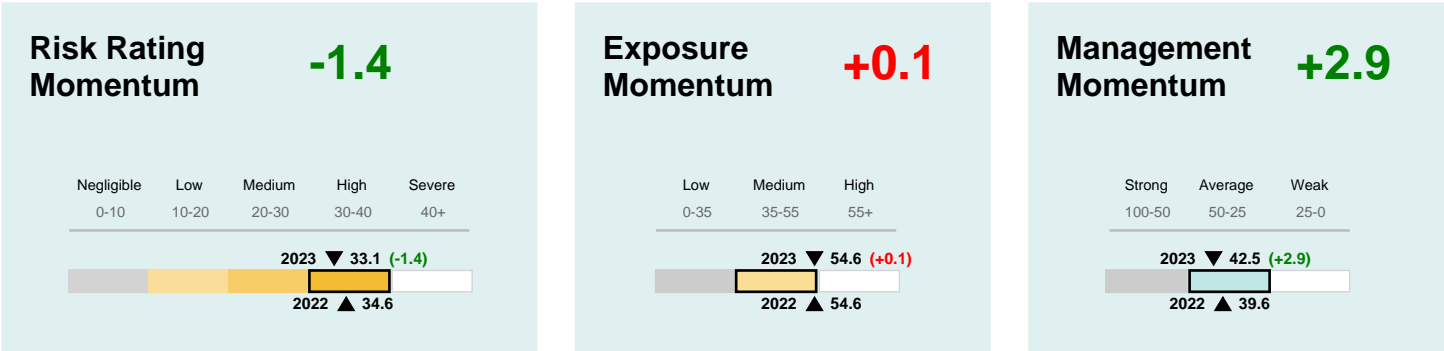 Risk Rating
Momentum
-1.4
Negligible Low Medium High Severe
0-10 10-20 20-30 30-40 40+
2023 ▼ 33.1 (-1.4)
2022 ▲ 34.6
Exposure
Momentum
+0.1
Low Medium High
0-35 35-55 55+
2023 ▼ 54.6 (+0.1)
2022 ▲ 54.6
Management
Momentum
+2.9
Strong Average Weak
100-50 50-25 25-0
2023 ▼ 42.5 (+2.9)
2022 ▲ 39.6